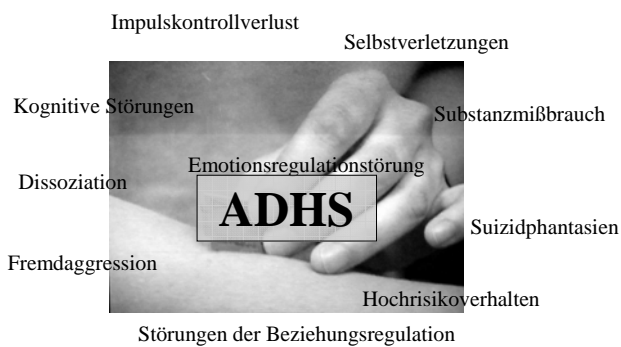 Impulskontrollverlust
Selbstverletzungen
Kognitive Störungen
Substanzmißbrauch
Emotionsregulationstörung
Dissoziation
ADHS
Suizidphantasien
Fremdaggression
Hochrisikoverhalten
Störungen der Beziehungsregulation